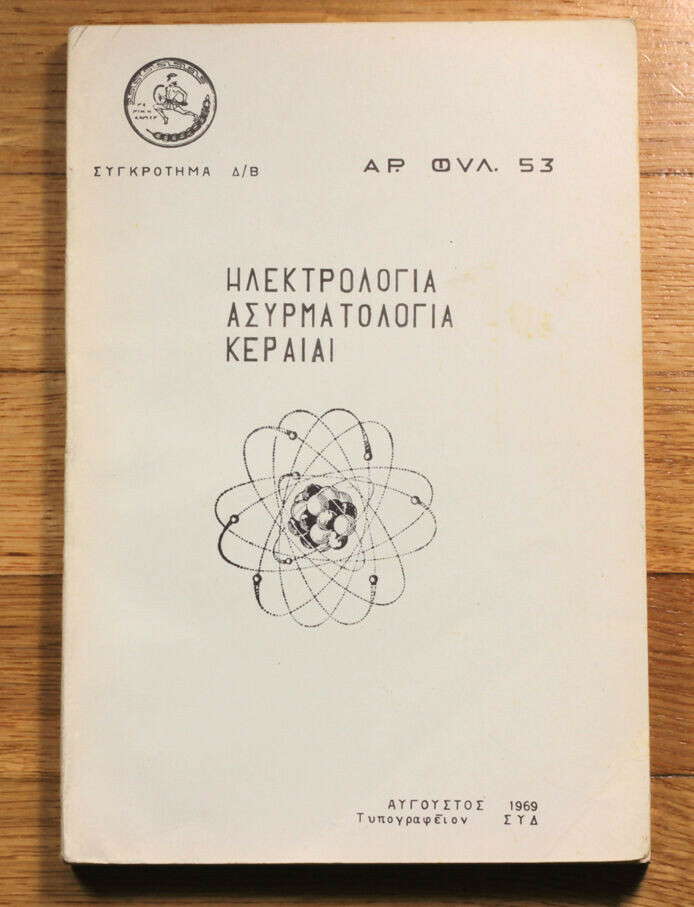 ΣΥΓΚΡΟΤΗΜΑ Δ/Β
ΑΡ. ΦΥΛ. 53
ΗΛΕΚΤΡΟΛΟΓΙΑ
ΑΣΥΡΜΑΤΟΛΟΓΙΑ
ΚΕΡΑΙΑΙ
ΑΥΓΟΥΣΤΟΣ 1969
Τυπογραφεῖον ΣΥΔ